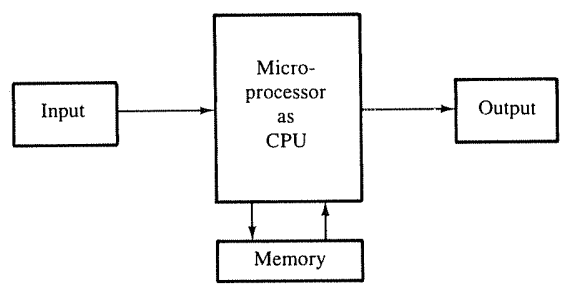 Input
Micro-
processor
as
CPU
Output
Memory